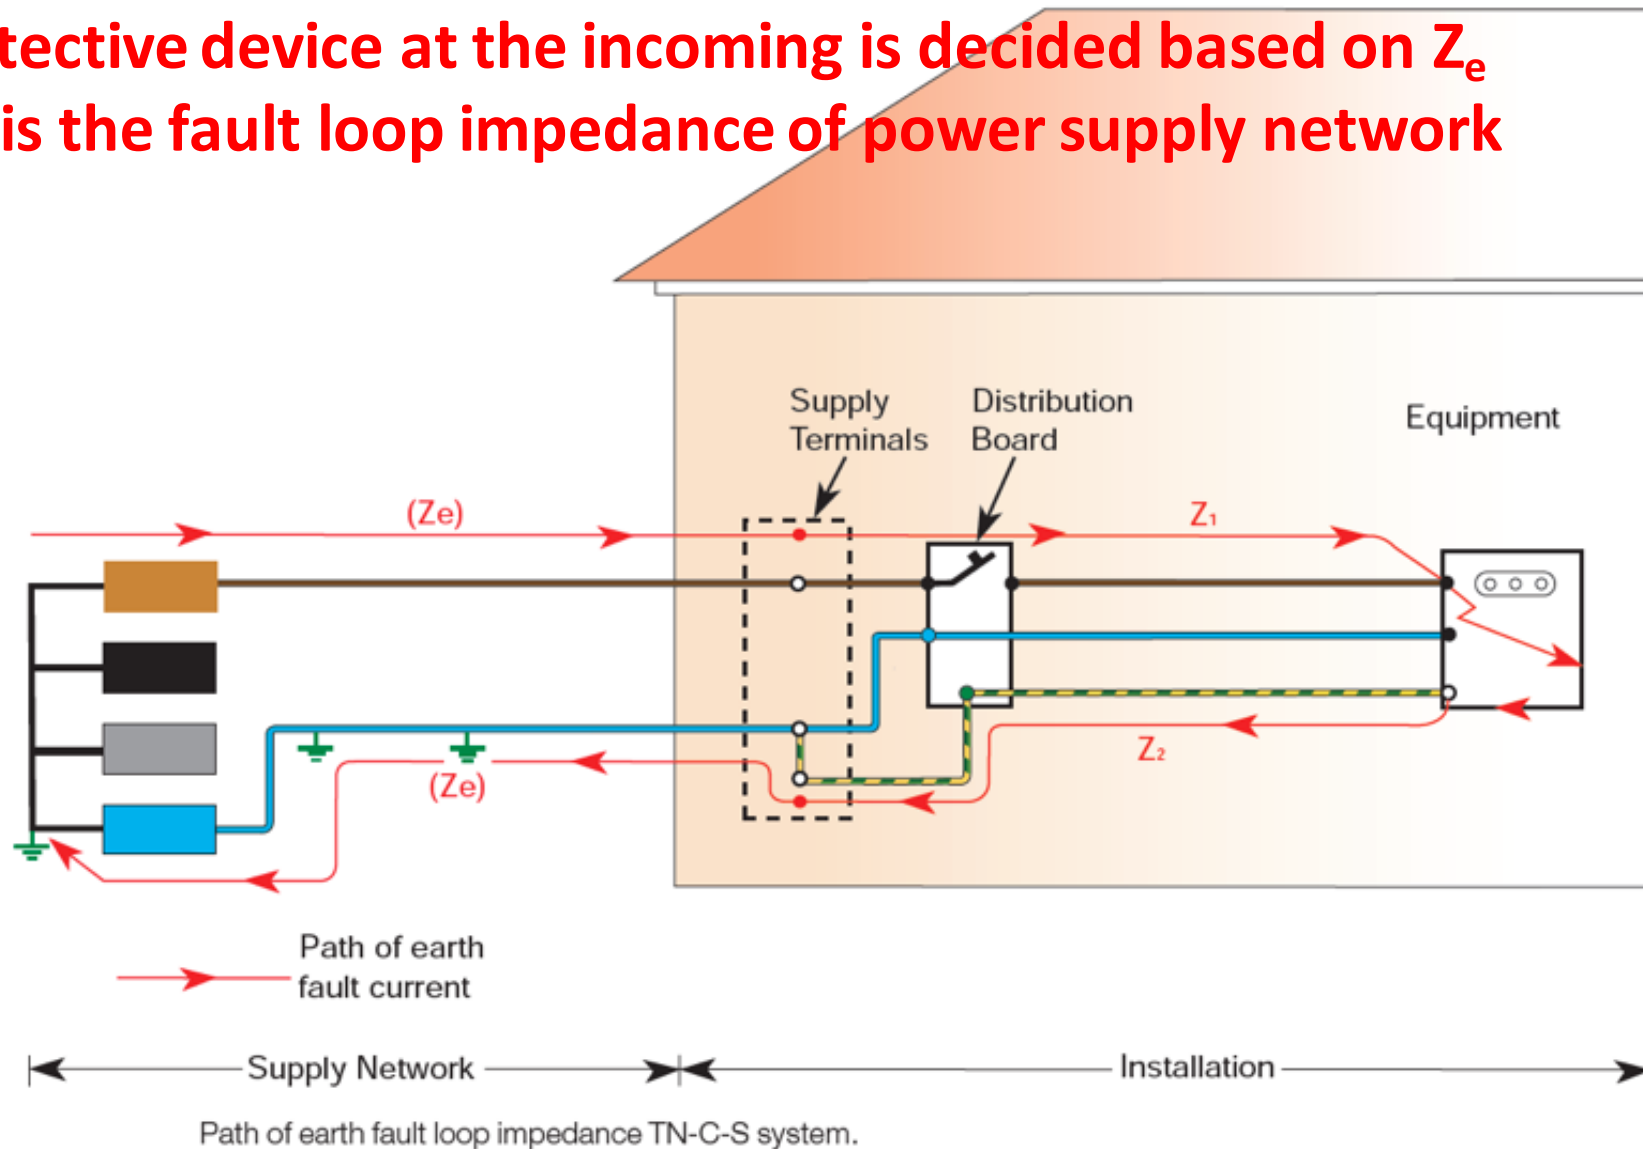 tective device at the incoming is decided based on Ze
is the fault loop impedance of power supply network
Supply
Terminals
Distribution
Board
Equipment
(Ze)
Z1
Z2
(Ze)
Path of earth
fault current
Supply Network
Installation
Path of earth fault loop impedance TN-C-S system.